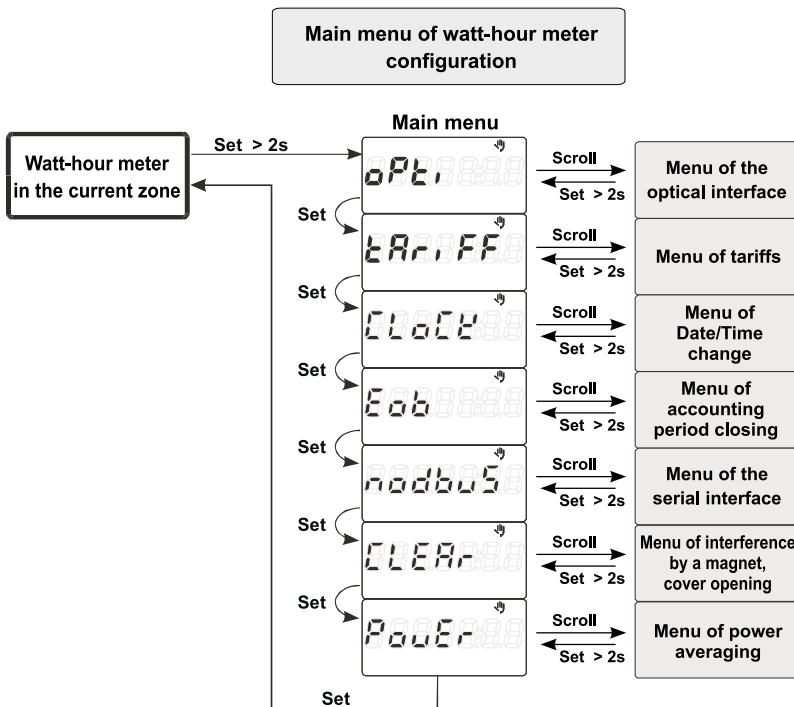 Main menu of watt-hour meter
configuration
Main menu
Watt-hour meter
in the current zone
Set > 2s
oPti
Scroll
Set > 2s
Menu of the
optical interface
Set
tAriFF
Scroll
Set > 2s
Menu of tariffs
Set
CLoCK
Scroll
Set > 2s
Menu of
Date/Time
change
Set
Eob
Scroll
Set > 2s
Menu of
accounting
period closing
Set
nodbuS
Scroll
Set > 2s
Menu of the
serial interface
Set
CLEAr
Scroll
Set > 2s
Menu of interference
by a magnet,
cover opening
Set
PouEr
Scroll
Set > 2s
Menu of power
averaging
Set